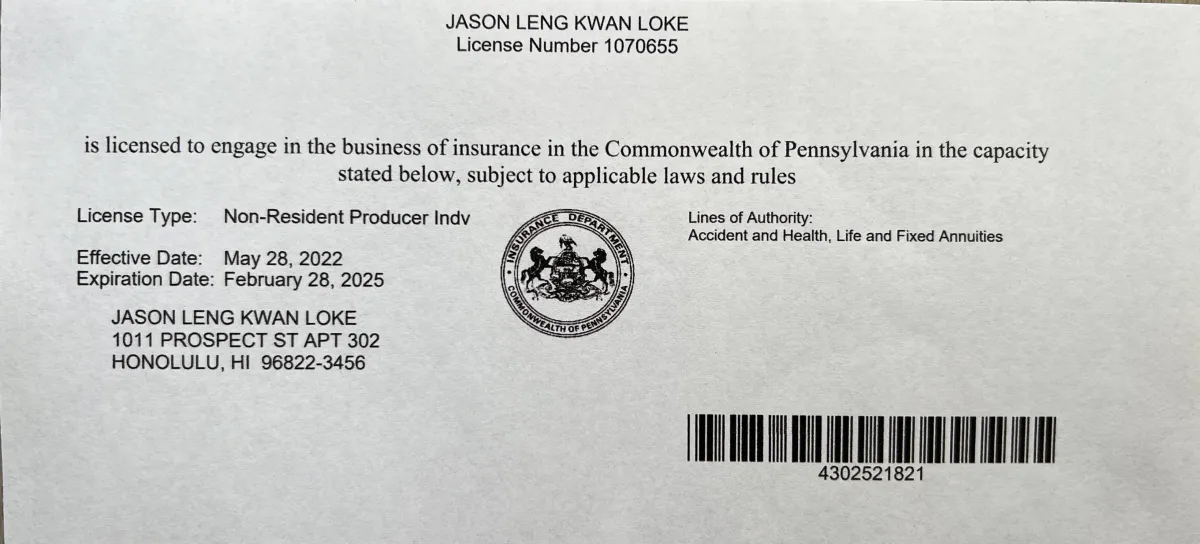 JASON LENG KWAN LOKE
License Number 1070655
is licensed to engage in the business of insurance in the Commonwealth of Pennsylvania in the capacity
stated below, subject to applicable laws and rules
License Type: Non-Resident Producer Indv
Effective Date: May 28, 2022
Expiration Date: February 28, 2025
JASON LENG KWAN LOKE
1011 PROSPECT ST APT 302
HONOLULU, HI 96822-3456
INSURANCE DEPARTMENT
COMMONWEALTH OF PENNSYLVANIA
Lines of Authority:
Accident and Health, Life and Fixed Annuities
4302521821